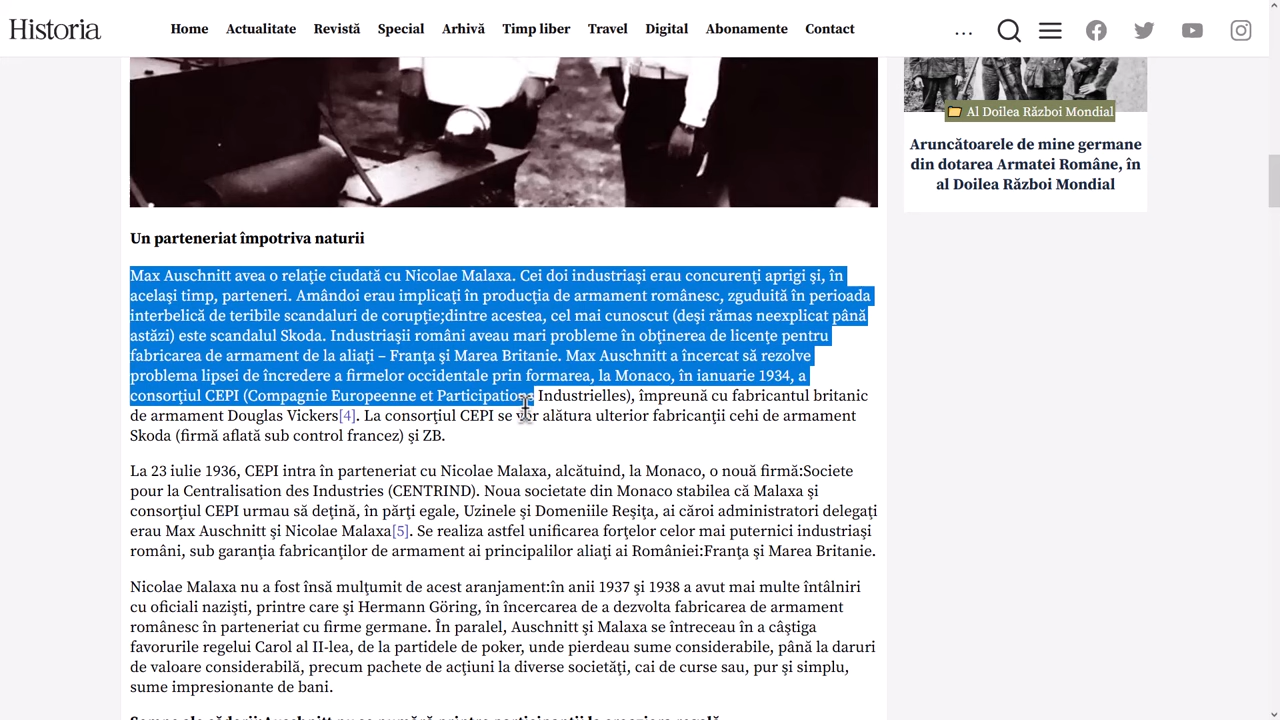 Historia
Home Actualitate Revistă Special Arhivă Timp liber Travel Digital Abonamente Contact ...
Al Doilea Război Mondial
Aruncătoarele de mine germane
din dotarea Armatei Române, în
al Doilea Război Mondial
Un parteneriat împotriva naturii
Max Auschnitt avea o relaţie ciudată cu Nicolae Malaxa. Cei doi industriaşi erau concurenţi aprigi şi, în
acelaşi timp, parteneri. Amândoi erau implicaţi în producţia de armament românesc, zguduită în perioada
interbelică de teribile scandaluri de corupţie;dintre acestea, cel mai cunoscut (deşi rămas neexplicat până
astăzi) este scandalul Skoda. Industriaşii români aveau mari probleme în obţinerea de licenţe pentru
fabricarea de armament de la aliaţi – Franţa şi Marea Britanie. Max Auschnitt a încercat să rezolve
problema lipsei de încredere a firmelor occidentale prin formarea, la Monaco, în ianuarie 1934, a
consorţiul CEPI (Compagnie Europeenne et Participations Industrielles), împreună cu fabricantul britanic
de armament Douglas Vickers[4]. La consorţiul CEPI se vor alătura ulterior fabricanţii cehi de armament
Skoda (firmă aflată sub control francez) şi ZB.
La 23 iulie 1936, CEPI intra în parteneriat cu Nicolae Malaxa, alcătuind, la Monaco, o nouă firmă:Societe
pour la Centralisation des Industries (CENTRIND). Noua societate din Monaco stabilea că Malaxa şi
consorţiul CEPI urmau să deţină, în părţi egale, Uzinele şi Domeniile Reşiţa, ai căroi administratori delegaţi
erau Max Auschnitt şi Nicolae Malaxa[5]. Se realiza astfel unificarea forţelor celor mai puternici industriaşi
români, sub garanţia fabricanţilor de armament ai principalilor aliaţi ai României:Franţa şi Marea Britanie.
Nicolae Malaxa nu a fost însă mulţumit de acest aranjament:în anii 1937 şi 1938 a avut mai multe întâlniri
cu oficiali nazişti, printre care şi Hermann Göring, în încercarea de a dezvolta fabricarea de armament
românesc în parteneriat cu firme germane. În paralel, Auschnitt şi Malaxa se întreceau în a câştiga
favorurile regelui Carol al II-lea, de la partidele de poker, unde pierdeau sume considerabile, până la daruri
de valoare considerabilă, precum pachete de acţiuni la diverse societăţi, cai de curse sau, pur şi simplu,
sume impresionante de bani.